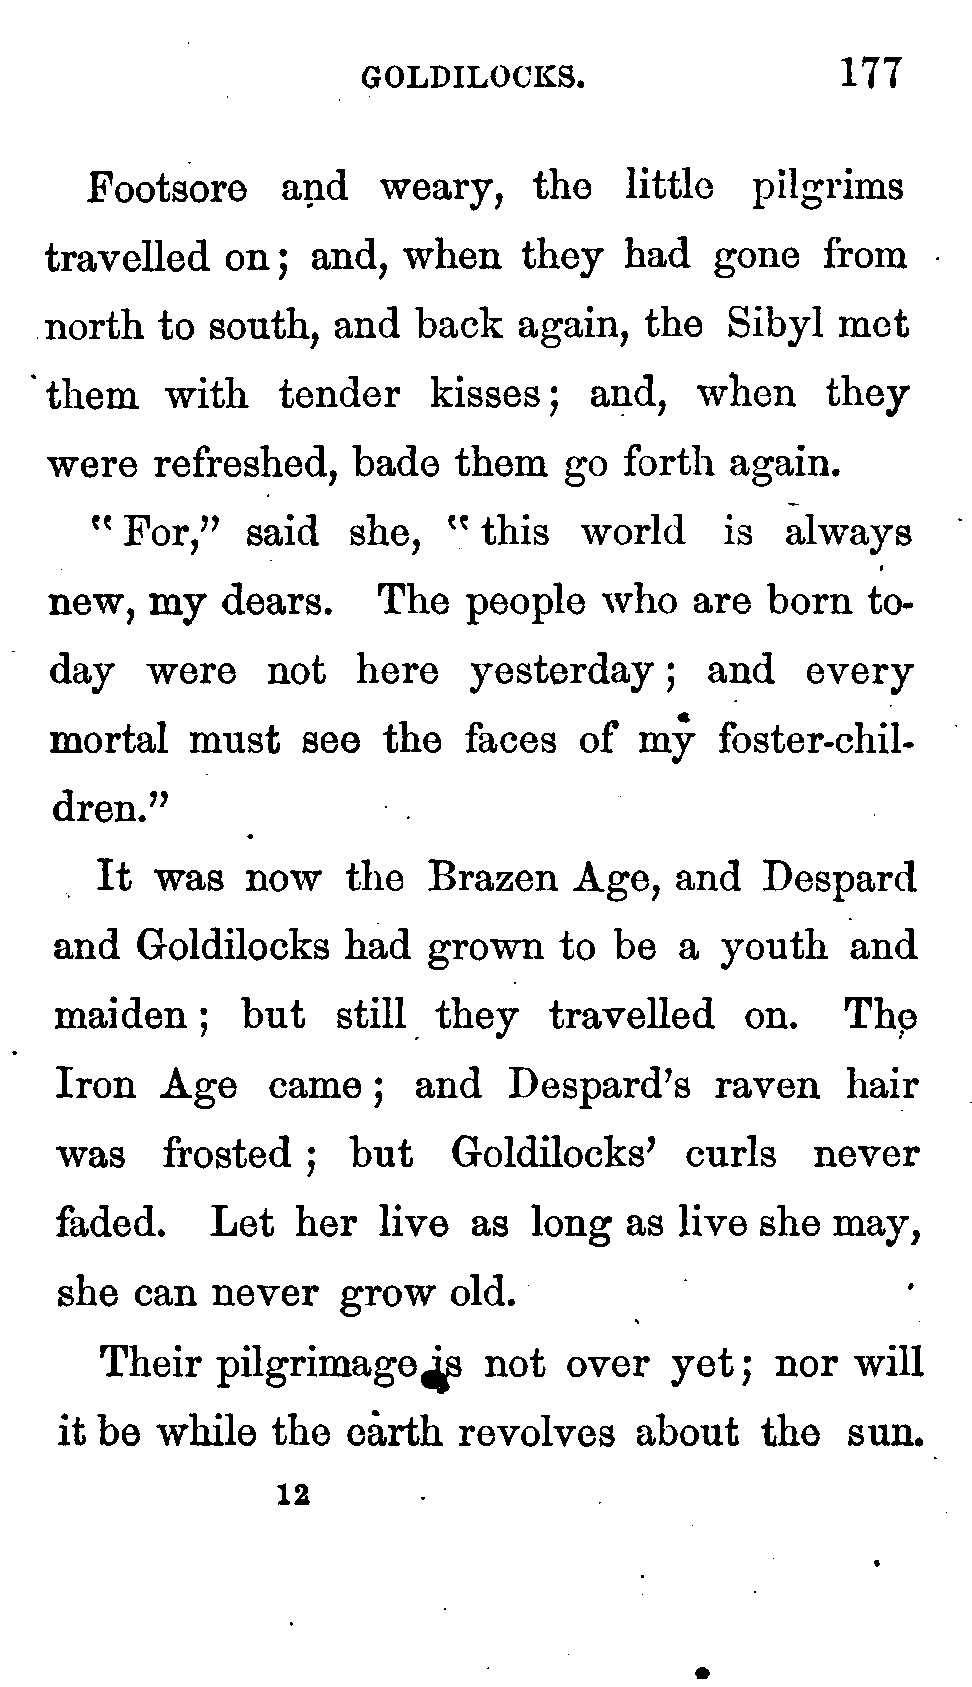 GOLDILOCKS. 177
Footsore and weary, the little pilgrims
travelled on; and, when they had gone from
north to south, and back again, the Sibyl met
them with tender kisses; and, when they
were refreshed, bade them go forth again.
"For," said she, "this world is always
new, my dears. The people who are born to-
day were not here yesterday; and every
mortal must see the faces of my foster-chil-
dren."
It was now the Brazen Age, and Despard
and Goldilocks had grown to be a youth and
maiden; but still they travelled on. The
Iron Age came; and Despard's raven hair
was frosted; but Goldilocks' curls never
faded. Let her live as long as live she may,
she can never grow old.
Their pilgrimage is not over yet; nor will
it be while the earth revolves about the sun.
12